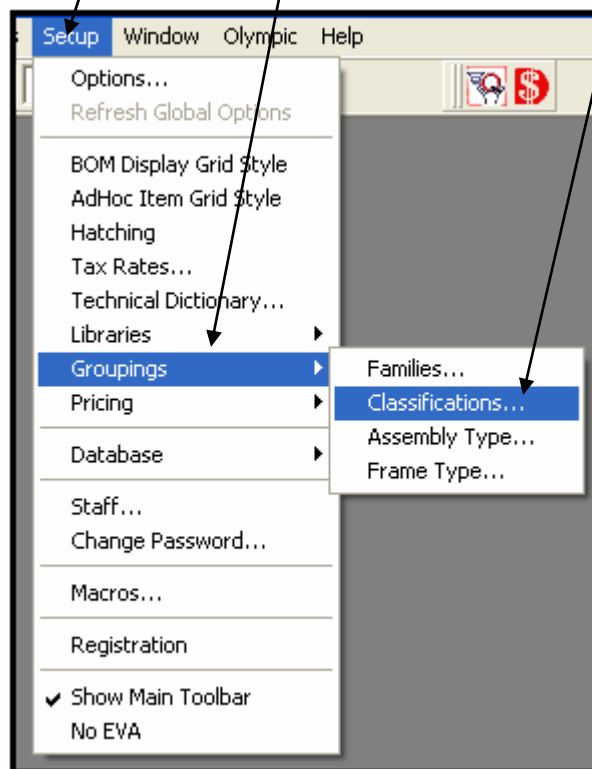 Setup Window Olympic Help
Options...
Refresh Global Options
BOM Display Grid Style
AdHoc Item Grid Style
Hatching
Tax Rates...
Technical Dictionary...
Libraries
Groupings
Pricing
Database
Staff...
Change Password...
Macros...
Registration
Show Main Toolbar
No EVA
Families...
Classifications...
Assembly Type...
Frame Type...
$